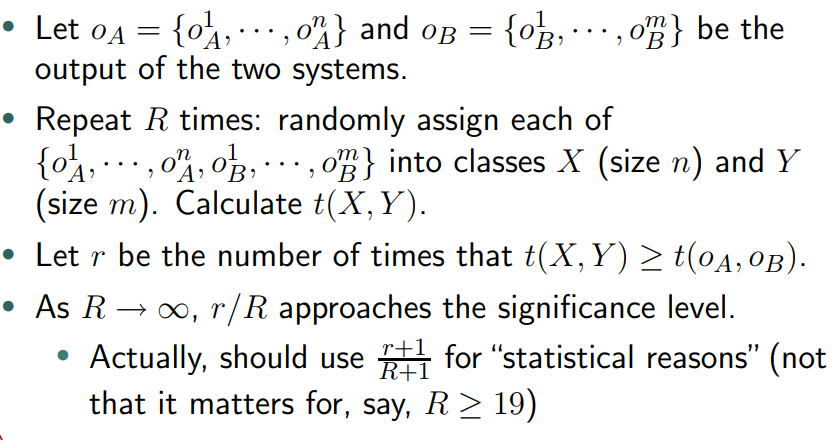 • Let $o_A = \{o_A^1, \cdots, o_A^n\}$ and $o_B = \{o_B^1, \cdots, o_B^m\}$ be the
output of the two systems.
• Repeat $R$ times: randomly assign each of
$\{o_A^1, \cdots, o_A^n, o_B^1, \cdots, o_B^m\}$ into classes $X$ (size $n$) and $Y$
(size $m$). Calculate $t(X, Y)$.
• Let $r$ be the number of times that $t(X, Y) \geq t(o_A, o_B)$.
• As $R \to \infty$, $r/R$ approaches the significance level.
• Actually, should use $\frac{r+1}{R+1}$ for “statistical reasons” (not
that it matters for, say, $R \geq 19$)